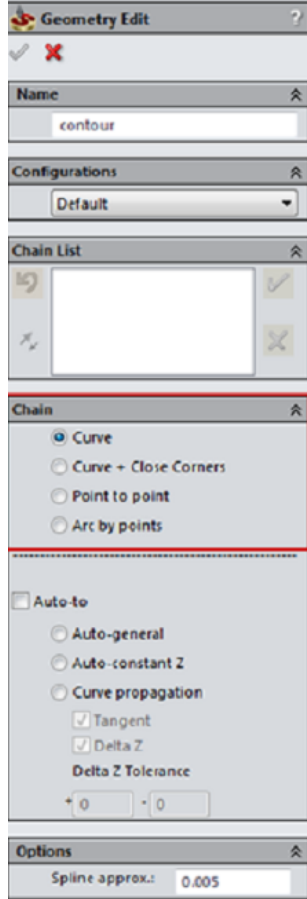 Geometry Edit ?
Name
contour
Configurations
Default
Chain List
Chain
Curve
Curve + Close Corners
Point to point
Arc by points
Auto-to
Auto-general
Auto-constant Z
Curve propagation
Tangent
Delta Z
Delta Z Tolerance
+ 0 - 0
Options
Spline approx.: 0.005